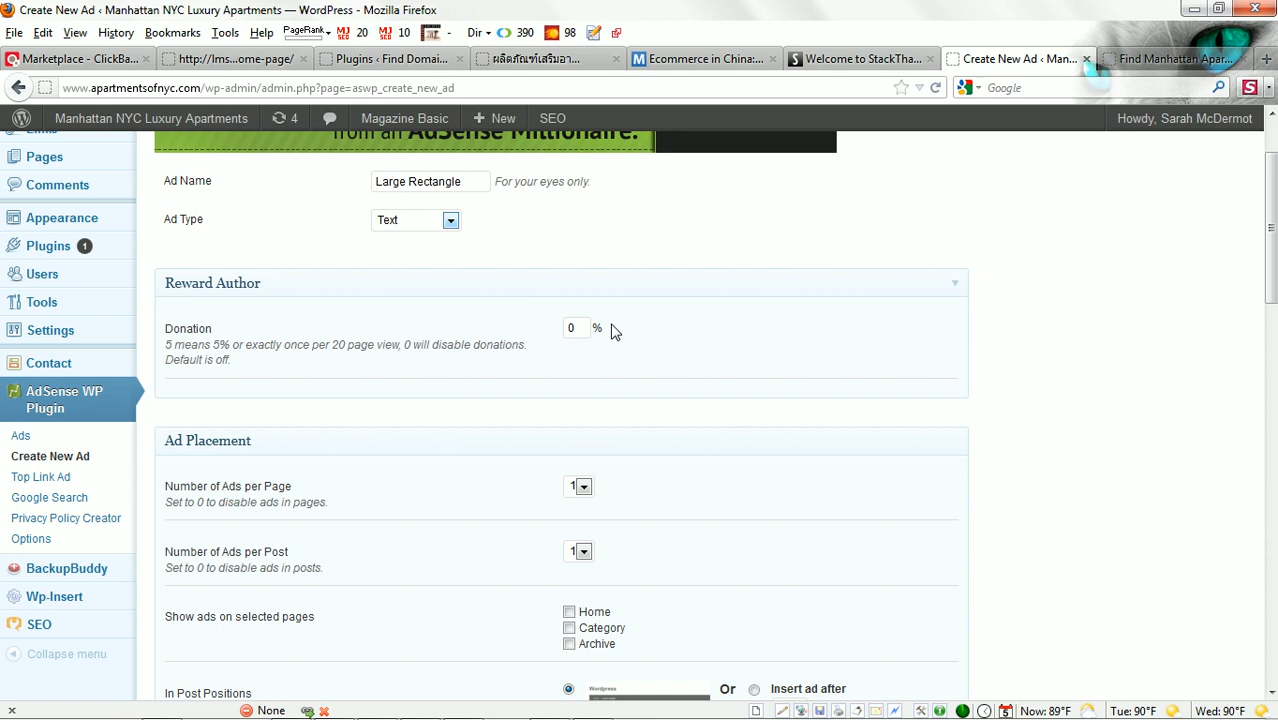 Create New Ad ‹ Manhattan NYC Luxury Apartments — WordPress - Mozilla Firefox
File Edit View History Bookmarks Tools Help PageRank 20 10 Dir 390 98
Marketplace - ClickBa... http://lms...t-page/ Plugins ‹ Find Domai... ผลิตภัณฑ์เสริมอา... Ecommerce in China:... Welcome to StackTha... Create New Ad ‹ Man... Find Manhattan Apar...
www.apartmentsofnyc.com/wp-admin/admin.php?page=aswp_create_new_ad Google
Manhattan NYC Luxury Apartments 4 Magazine Basic + New SEO Howdy, Sarah McDermot
from an AdSense Millionaire.
Links
Pages
Comments
Appearance
Plugins 1
Users
Tools
Settings
Contact
AdSense WP
Plugin
Ads
Create New Ad
Top Link Ad
Google Search
Privacy Policy Creator
Options
BackupBuddy
Wp-Insert
SEO
Collapse menu
Ad Name Large Rectangle For your eyes only.
Ad Type Text
Reward Author
Donation 0 %
5 means 5% or exactly once per 20 page view, 0 will disable donations.
Default is off.
Ad Placement
Number of Ads per Page 1
Set to 0 to disable ads in pages.
Number of Ads per Post 1
Set to 0 to disable ads in posts.
Show ads on selected pages Home
Category
Archive
In Post Positions Wordpress Or Insert ad after
None Now: 89°F Tue: 90°F Wed: 90°F